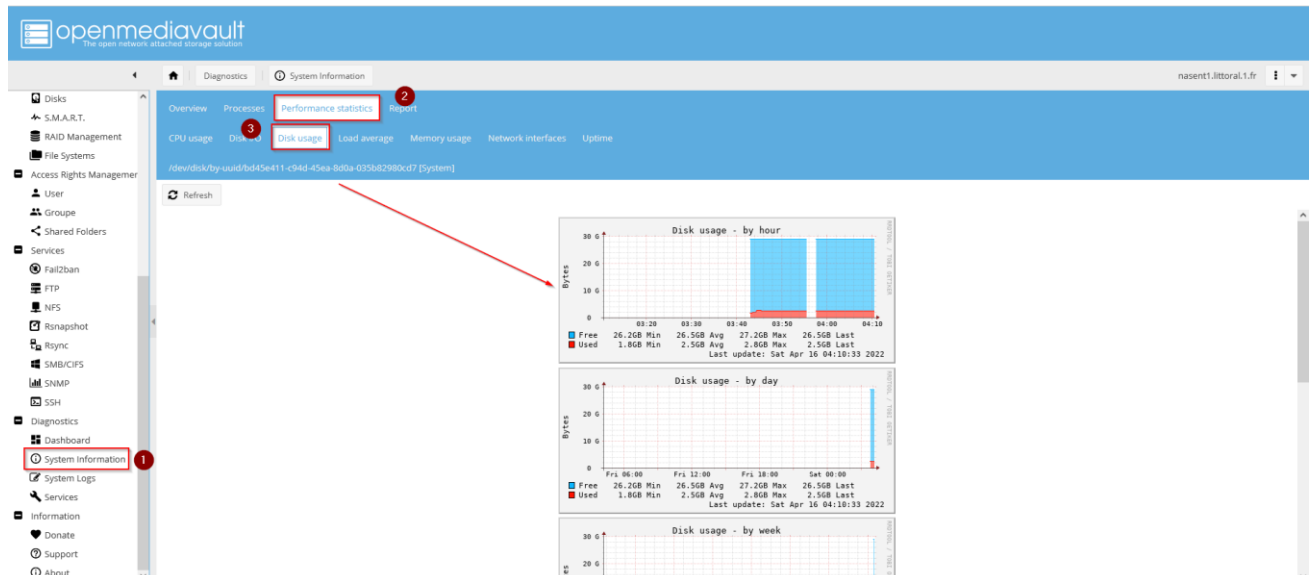 openmediavault
The open network attached storage solution
Diagnostics
System Information
nasent1.littoral.1.fr
Disks
S.M.A.R.T.
RAID Management
File Systems
Access Rights Managemer
User
Groupe
Shared Folders
Services
Fail2ban
FTP
NFS
Rsnapshot
Rsync
SMB/CIFS
SNMP
SSH
Diagnostics
Dashboard
System Information
1
System Logs
Services
Information
Donate
Support
About
Overview Processes Performance statistics Report
2
CPU usage Disk I/O Disk usage Load average Memory usage Network interfaces Uptime
3
/dev/disk/by-uuid/bd45e411-c94d-45ea-8d0a-035b82980cd7 [System]
Refresh
Disk usage - by hour
30 G
20 G
10 G
0
Bytes
03:20 03:30 03:40 03:50 04:00 04:10
Free 26.2GB Min 26.5GB Avg 27.2GB Max 26.5GB Last
Used 1.8GB Min 2.5GB Avg 2.8GB Max 2.5GB Last
Last update: Sat Apr 16 04:10:33 2022
RRDTOOL / TOBI OETIKER
Disk usage - by day
30 G
20 G
10 G
0
Bytes
Fri 06:00 Fri 12:00 Fri 18:00 Sat 00:00
Free 26.2GB Min 26.5GB Avg 27.2GB Max 26.5GB Last
Used 1.8GB Min 2.5GB Avg 2.8GB Max 2.5GB Last
Last update: Sat Apr 16 04:10:33 2022
RRDTOOL / TOBI OETIKER
Disk usage - by week
30 G
20 G